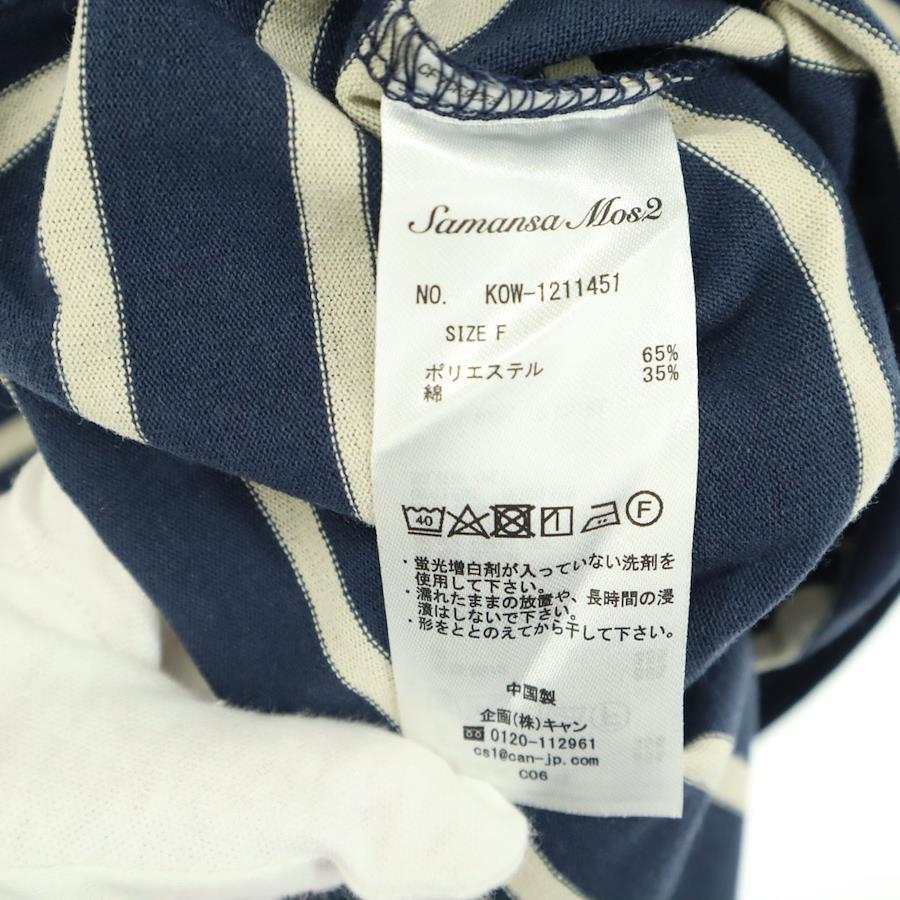 Samansa Mos2
NO. KOW-1211451
SIZE F
ポリエステル 65%
綿 35%
40 F
・蛍光増白剤が入っていない洗剤を
使用して下さい。
・濡れたままの放置や、長時間の浸
漬はしないで下さい。
・形をととのえてから干して下さい。
中国製
企画(株)キャン
0120-112961
cs1@can-jp.com
C06